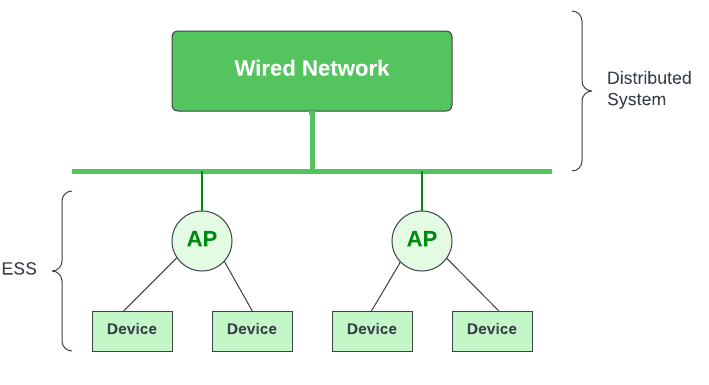 Wired Network
Distributed
System
AP
AP
ESS
Device
Device
Device
Device